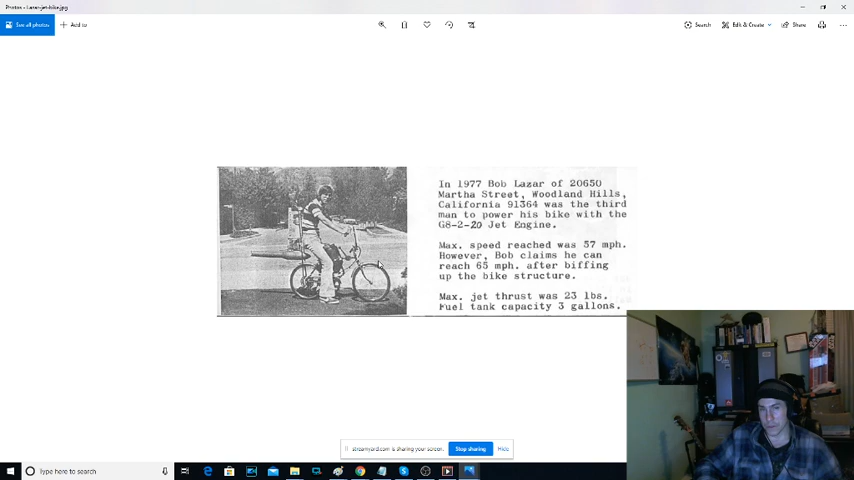 Photos - Lazar-jet-bike.jpg
See all photos
Add to
Search
Edit & Create
Share
In 1977 Bob Lazar of 20650
Martha Street, Woodland Hills,
California 91364 was the third
man to power his bike with the
G8-2-20 Jet Engine.
Max. speed reached was 57 mph.
However, Bob claims he can
reach 65 mph. after biffing
up the bike structure.
Max. jet thrust was 23 lbs.
Fuel tank capacity 3 gallons.
streamyard.com is sharing your screen.
Stop sharing
Hide
Type here to search